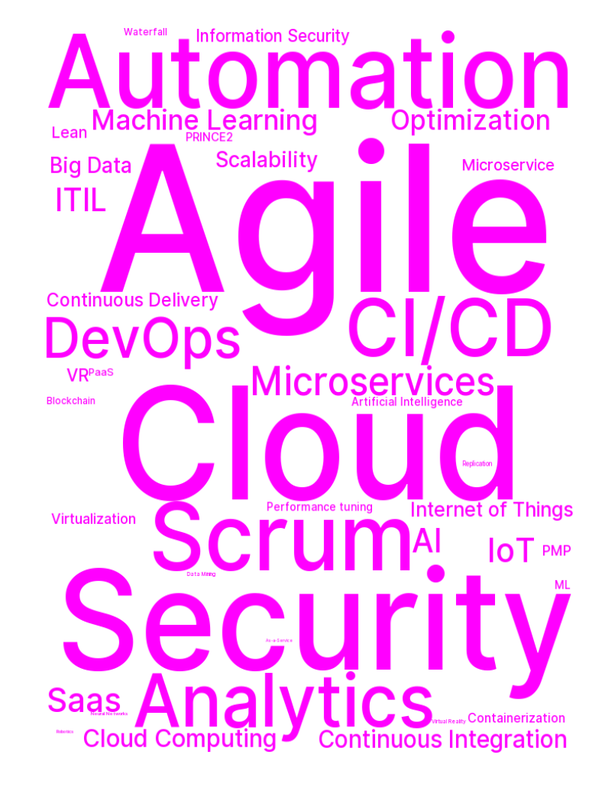 Waterfall
Information Security
Automation
Machine Learning
Optimization
Lean
PRINCE2
Big Data
Scalability
Microservice
ITIL
Agile
Continuous Delivery
CI/CD
DevOps
VR
PaaS
Microservices
Blockchain
Artificial Intelligence
Cloud
Replication
Performance tuning
Internet of Things
Virtualization
Scrum
AI
IoT
PMP
Data Mining
ML
Security
Saas
Analytics
Virtual Reality
Containerization
Cloud Computing
Continuous Integration